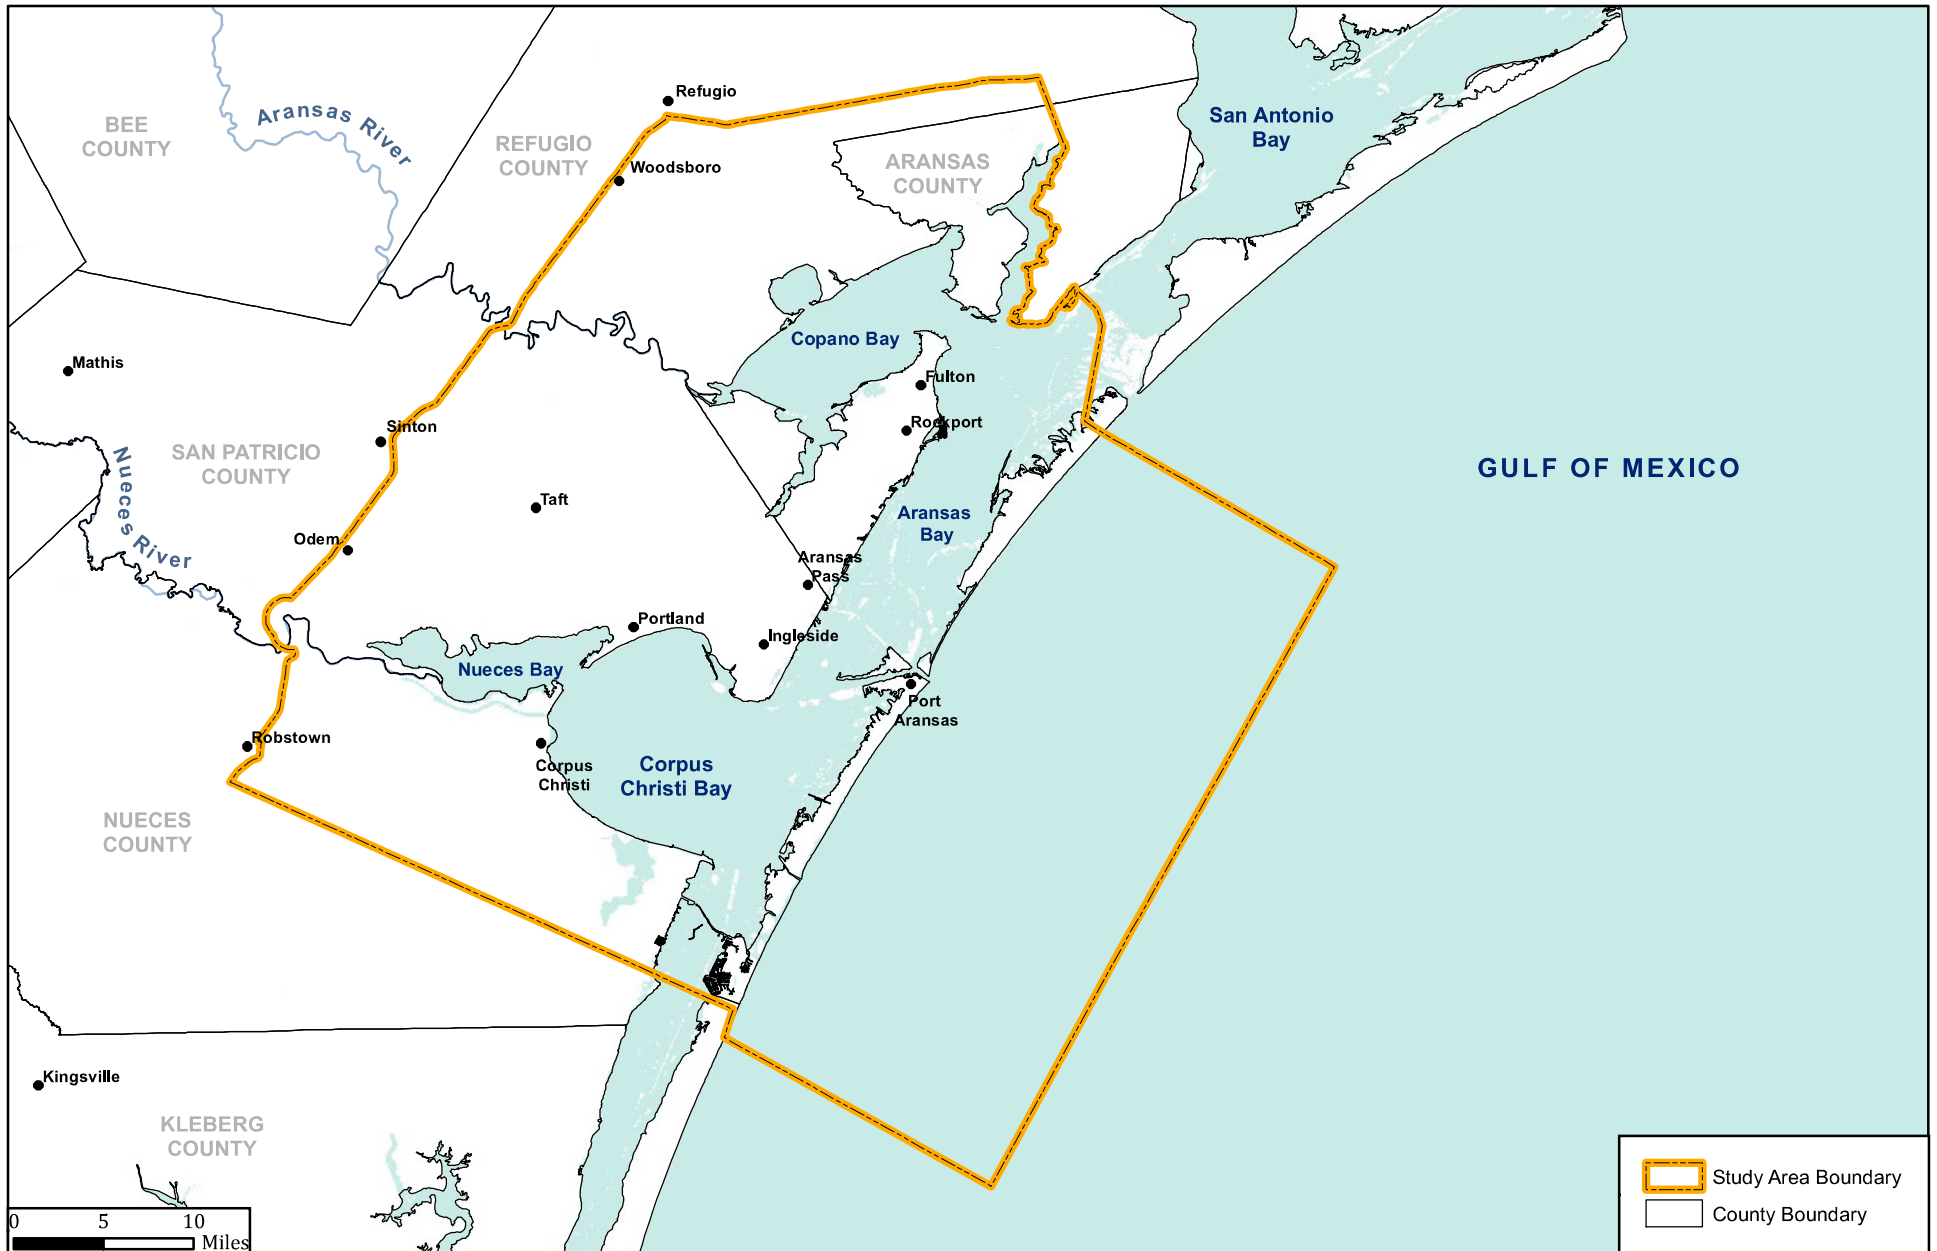 Refugio
Aransas River
BEE
COUNTY
REFUGIO
COUNTY
San Antonio
Bay
Woodsboro
ARANSAS
COUNTY
Copano Bay
Mathis
Fulton
Sinton
Rockport
SAN PATRICIO
COUNTY
GULF OF MEXICO
Nueces River
Taft
Aransas
Bay
Odem
Aransas
Pass
Portland
Ingleside
Nueces Bay
Port
Aransas
Robstown
Corpus
Christi
Corpus
Christi Bay
NUECES
COUNTY
Kingsville
KLEBERG
COUNTY
Study Area Boundary
County Boundary
0 5 10
Miles